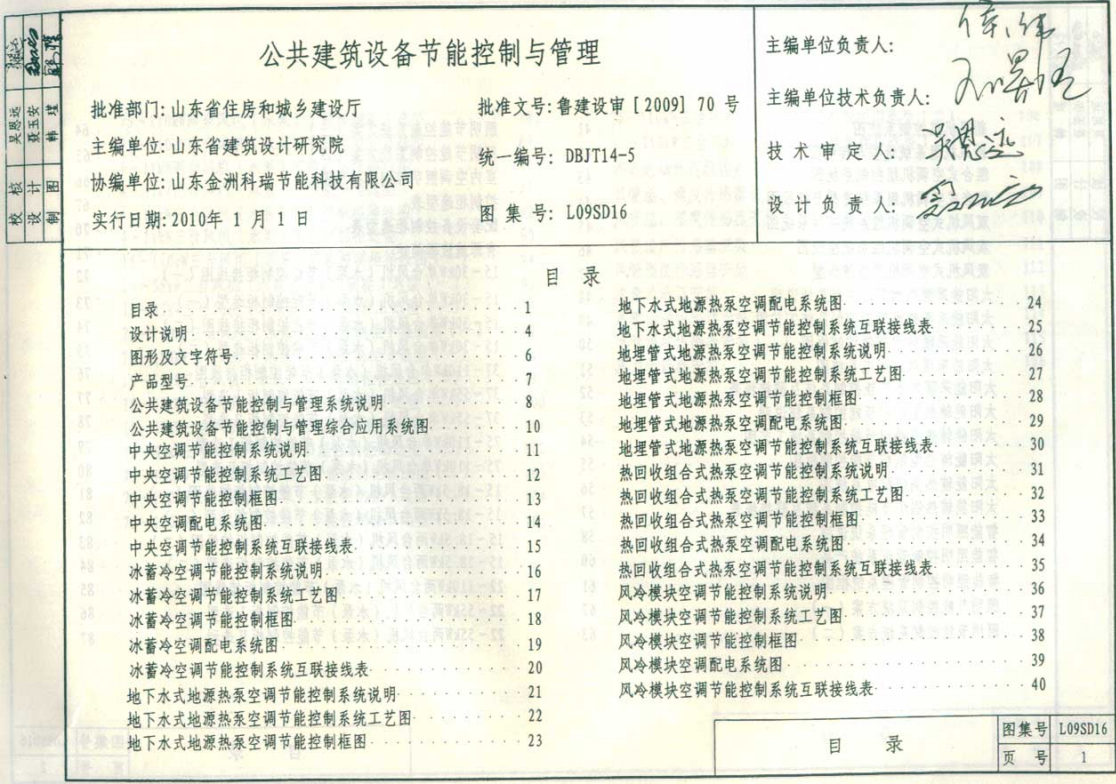 公共建筑设备节能控制与管理
批准部门: 山东省住房和城乡建设厅
批准文号: 鲁建设审 [2009] 70 号
主编单位: 山东省建筑设计研究院
统一编号: DBJT14-5
协编单位: 山东金洲科瑞节能科技有限公司
实行日期: 2010年 1 月 1 日
图 集 号: L09SD16
主编单位负责人:
主编单位技术负责人:
技 术 审 定 人: 吴恩远
设 计 负 责 人:
校 核 吴恩远
设 计 聂玉安
制 图
目 录
目录 1
设计说明 4
图形及文字符号 6
产品型号 7
公共建筑设备节能控制与管理系统说明 8
公共建筑设备节能控制与管理综合应用系统图 10
中央空调节能控制系统说明 11
中央空调节能控制系统工艺图 12
中央空调节能控制框图 13
中央空调配电系统图 14
中央空调节能控制系统互联接线表 15
冰蓄冷空调节能控制系统说明 16
冰蓄冷空调节能控制系统工艺图 17
冰蓄冷空调节能控制框图 18
冰蓄冷空调配电系统图 19
冰蓄冷空调节能控制系统互联接线表 20
地下水式地源热泵空调节能控制系统说明 21
地下水式地源热泵空调节能控制系统工艺图 22
地下水式地源热泵空调节能控制框图 23
地下水式地源热泵空调配电系统图 24
地下水式地源热泵空调节能控制系统互联接线表 25
地埋管式地源热泵空调节能控制系统说明 26
地埋管式地源热泵空调节能控制系统工艺图 27
地埋管式地源热泵空调节能控制框图 28
地埋管式地源热泵空调配电系统图 29
地埋管式地源热泵空调节能控制系统互联接线表 30
热回收组合式热泵空调节能控制系统说明 31
热回收组合式热泵空调节能控制系统工艺图 32
热回收组合式热泵空调节能控制框图 33
热回收组合式热泵空调配电系统图 34
热回收组合式热泵空调节能控制系统互联接线表 35
风冷模块空调节能控制系统说明 36
风冷模块空调节能控制系统工艺图 37
风冷模块空调节能控制框图 38
风冷模块空调配电系统图 39
风冷模块空调节能控制系统互联接线表 40
目 录
图集号 L09SD16
页 号 1